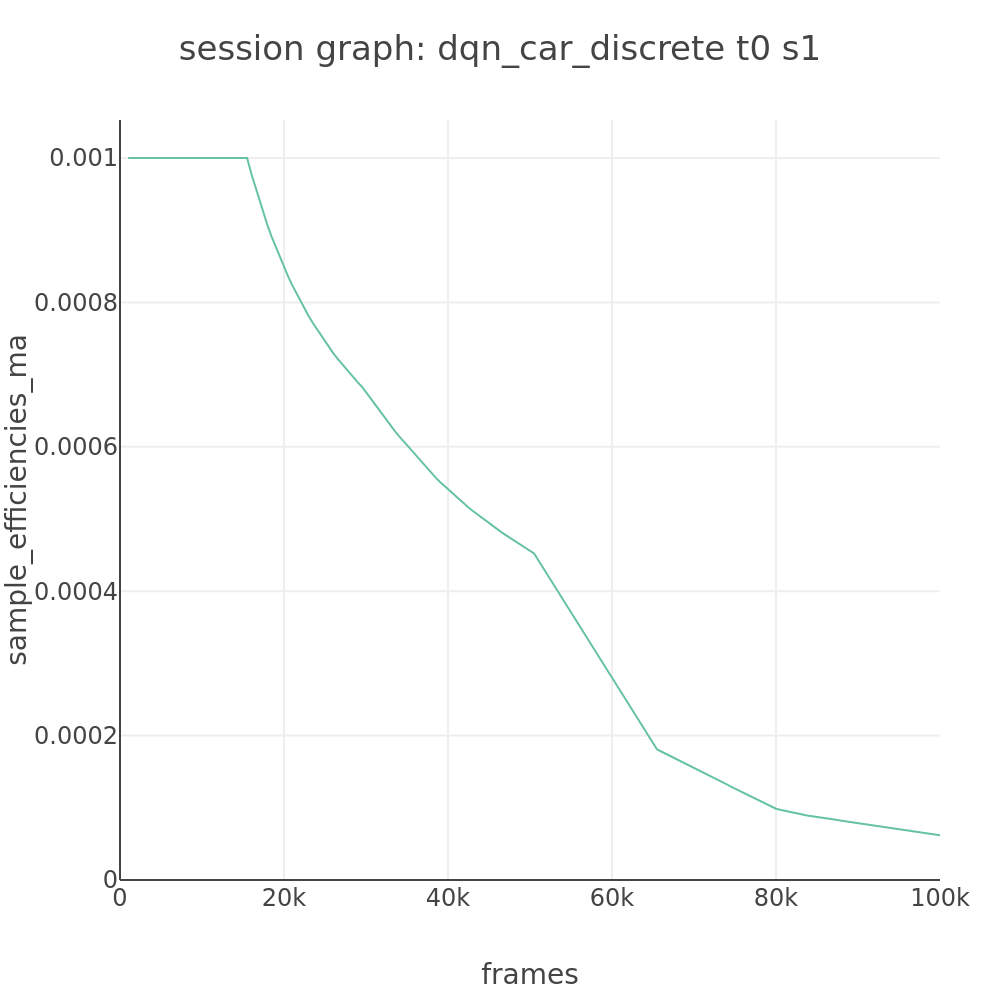 session graph: dqn_car_discrete t0 s1
sample_efficiencies_ma
0.001
0.0008
0.0006
0.0004
0.0002
0
0 20k 40k 60k 80k 100k
frames